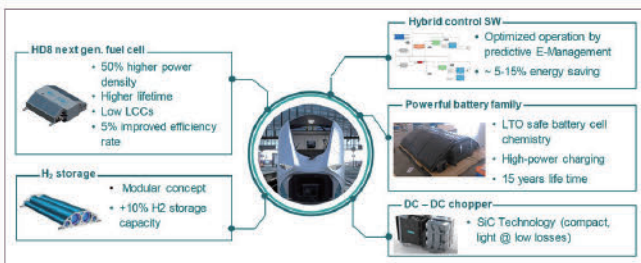 HD8 next gen. fuel cell
• 50% higher power
density
• Higher lifetime
• Low LCCs
• 5% improved efficiency
rate
H₂ storage
• Modular concept
• +10% H2 storage
capacity
Hybrid control SW
• Optimized operation by
predictive E-Management
• ~ 5-15% energy saving
Powerful battery family
• LTO safe battery cell
chemistry
• High-power charging
• 15 years life time
DC – DC chopper
• SiC Technology (compact,
light @ low losses)